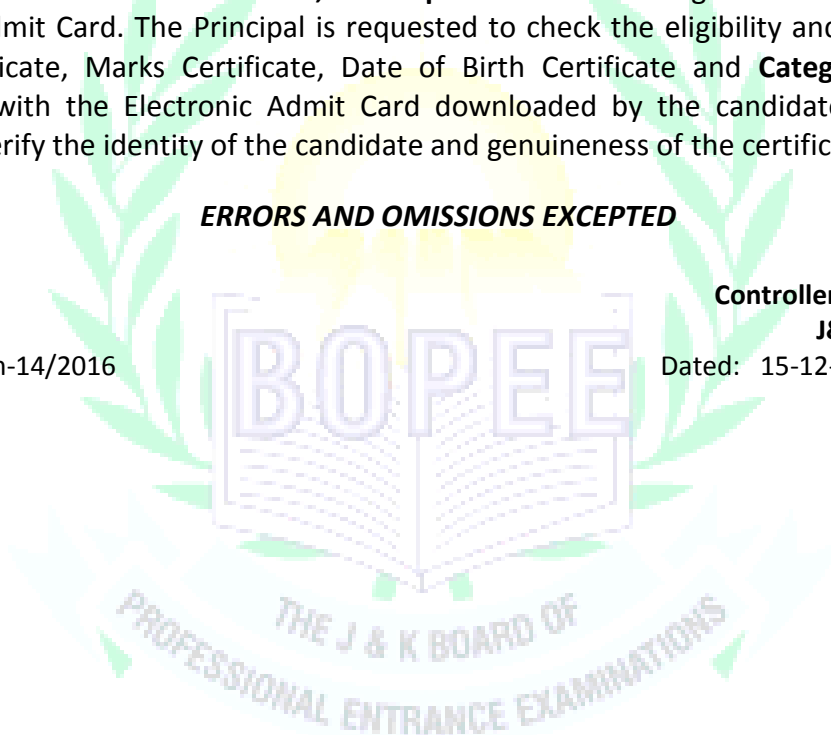 dmit Card. The Principal is requested to check the eligibility and
icate, Marks Certificate, Date of Birth Certificate and Categ
with the Electronic Admit Card downloaded by the candidate
erify the identity of the candidate and genuineness of the certific
ERRORS AND OMISSIONS EXCEPTED
Controller
J&
-14/2016 Dated: 15-12-
BOPEE
THE J & K BOARD OF
PROFESSIONAL ENTRANCE EXAMINATIONS